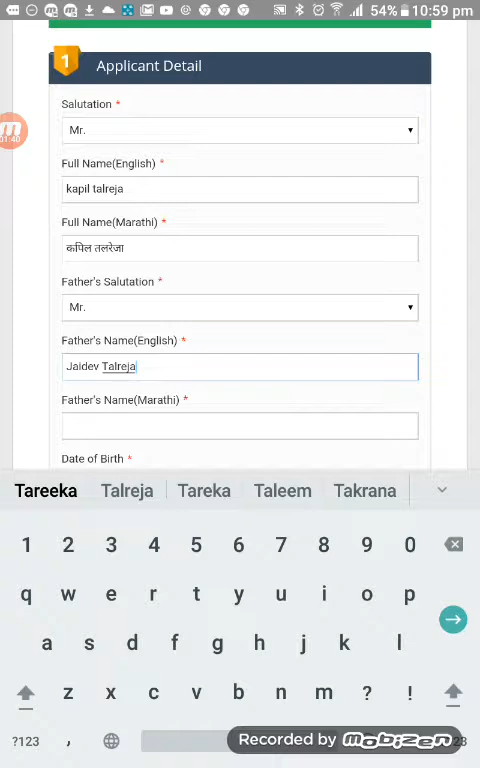 54% 10:59 pm
1 Applicant Detail
Salutation *
Mr.
Full Name(English) *
kapil talreja
Full Name(Marathi) *
कपिल तलरेजा
Father's Salutation *
Mr.
Father's Name(English) *
Jaidev Talreja
Father's Name(Marathi) *
Date of Birth *
Tareeka Talreja Tareka Taleem Takrana
1 2 3 4 5 6 7 8 9 0
q w e r t y u i o p
a s d f g h j k l
z x c v b n m ? !
?123 ,
Recorded by mobizen